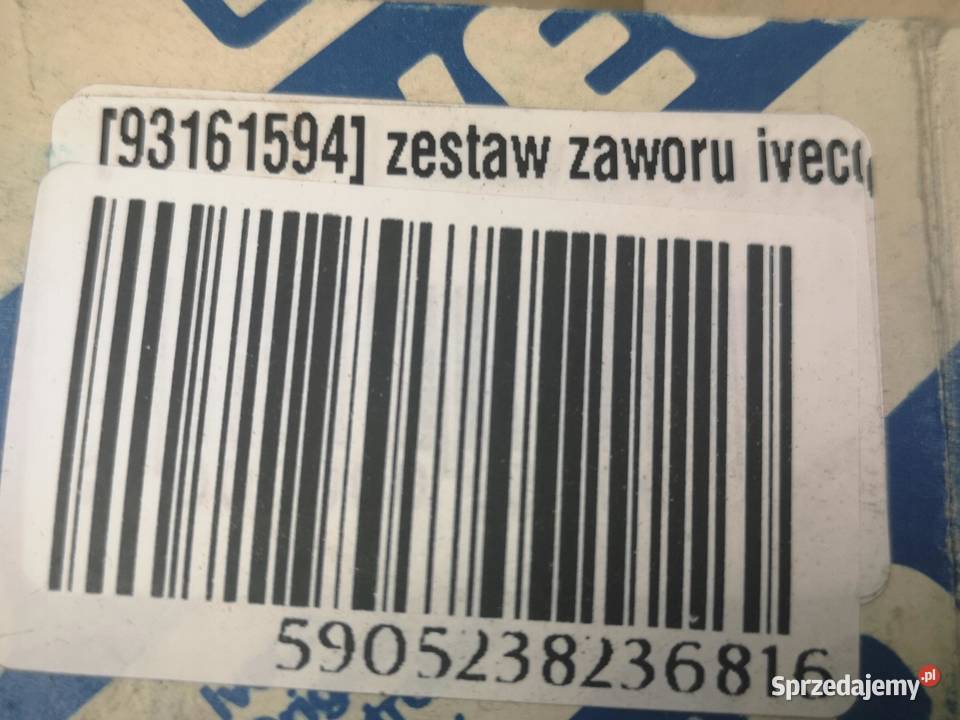 [93161594] zestaw zaworu iveco
5905238236816
Sprzedajemy.pl